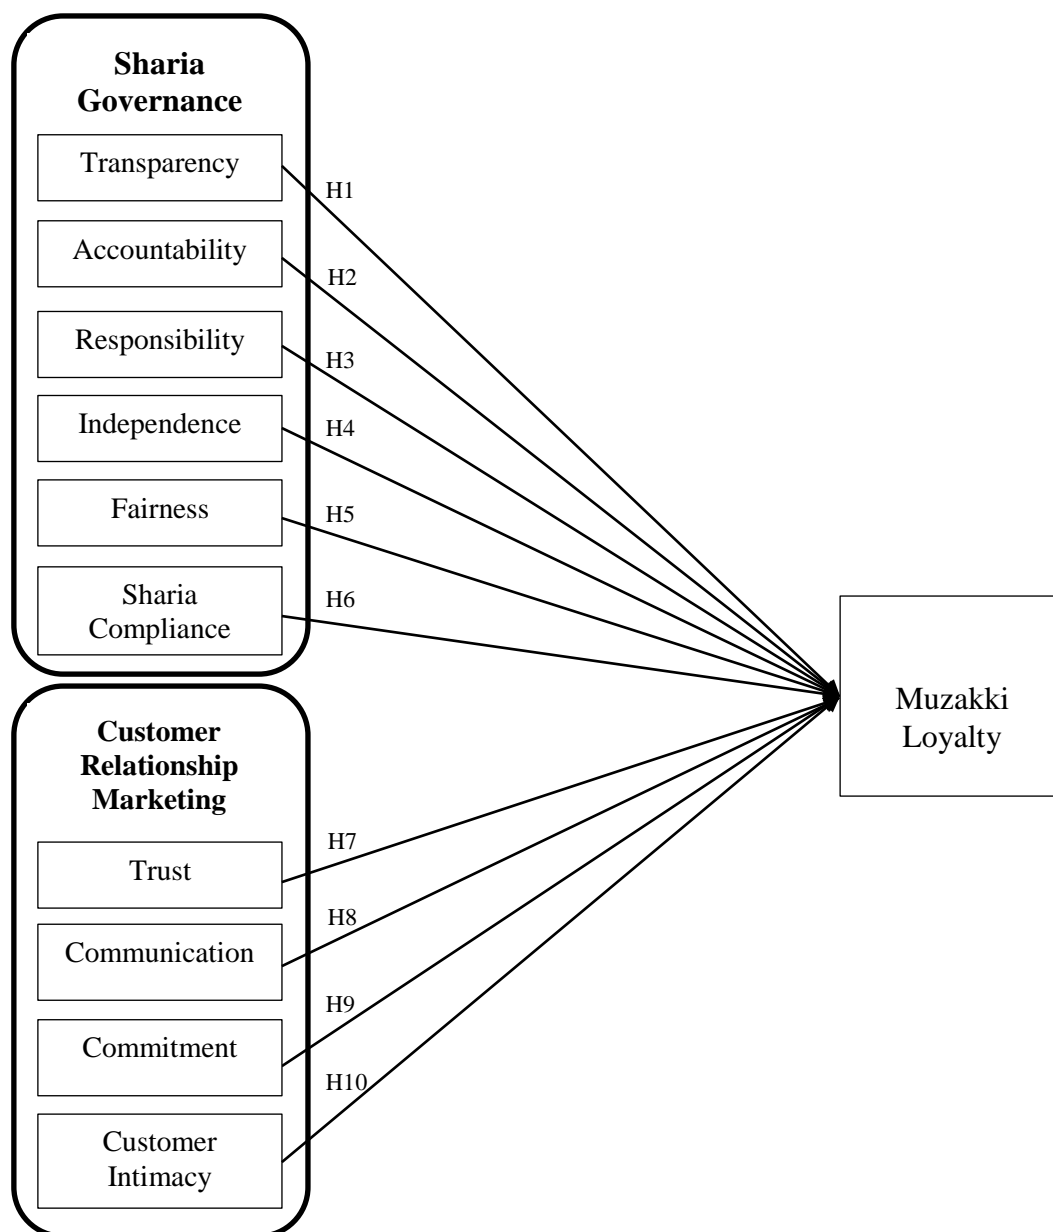 Sharia
Governance
Transparency
H1
Accountability
H2
Responsibility
H3
Independence
H4
Fairness
H5
Sharia
Compliance
H6
Muzakki
Loyalty
Customer
Relationship
Marketing
Trust
H7
Communication
H8
Commitment
H9
Customer
Intimacy
H10